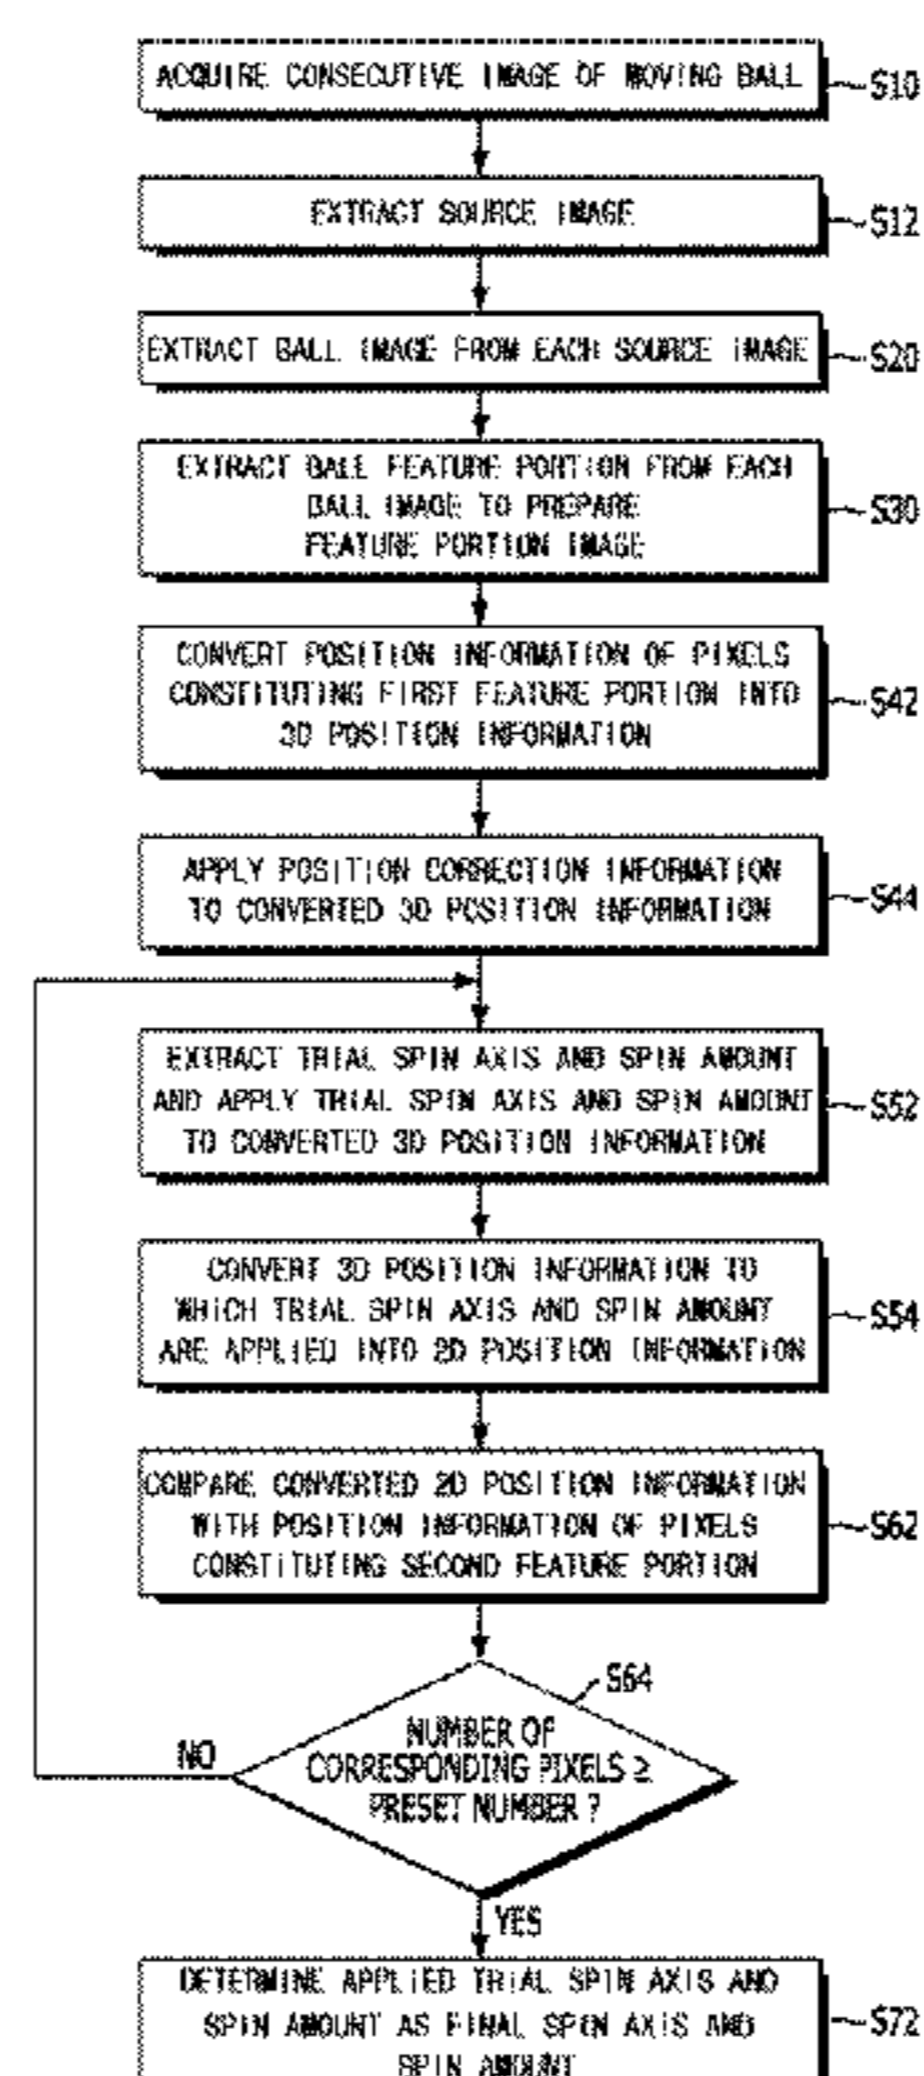 ACQUIRE CONSECUTIVE IMAGE OF MOVING BALL
S10
EXTRACT SOURCE IMAGE
S12
EXTRACT BALL IMAGE FROM EACH SOURCE IMAGE
S20
EXTRACT BALL FEATURE PORTION FROM EACH
BALL IMAGE TO PREPARE
FEATURE PORTION IMAGE
S30
CONVERT POSITION INFORMATION OF PIXELS
CONSTITUTING FIRST FEATURE PORTION INTO
3D POSITION INFORMATION
S42
APPLY POSITION CORRECTION INFORMATION
TO CONVERTED 3D POSITION INFORMATION
S44
EXTRACT TRIAL SPIN AXIS AND SPIN AMOUNT
AND APPLY TRIAL SPIN AXIS AND SPIN AMOUNT
TO CONVERTED 3D POSITION INFORMATION
S52
CONVERT 3D POSITION INFORMATION TO
WHICH TRIAL SPIN AXIS AND SPIN AMOUNT
ARE APPLIED INTO 2D POSITION INFORMATION
S54
COMPARE CONVERTED 2D POSITION INFORMATION
WITH POSITION INFORMATION OF PIXELS
CONSTITUTING SECOND FEATURE PORTION
S62
S64
NUMBER OF
CORRESPONDING PIXELS ≥
PRESET NUMBER ?
NO
YES
DETERMINE APPLIED TRIAL SPIN AXIS AND
SPIN AMOUNT AS FINAL SPIN AXIS AND
SPIN AMOUNT
S72